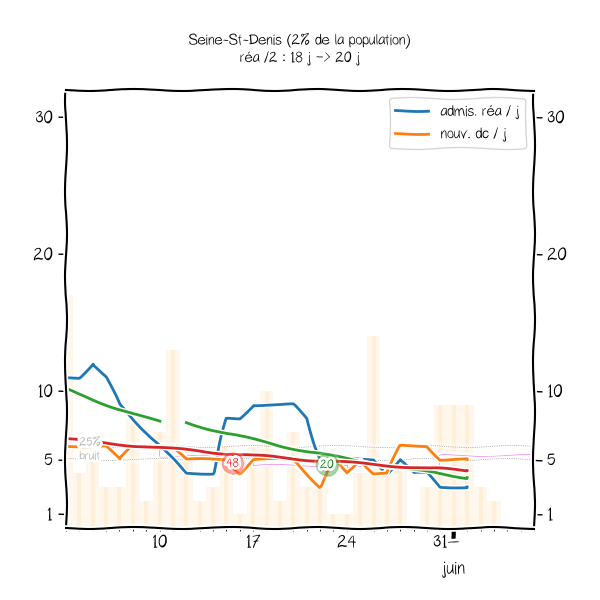 Seine-St-Denis (2% de la population)
réa /2 : 18 j -> 20 j
admis. réa / j
nouv. dc / j
30
30
20
20
10
10
25%
bruit
5
48
20
5
1
1
10
17
24
31
juin